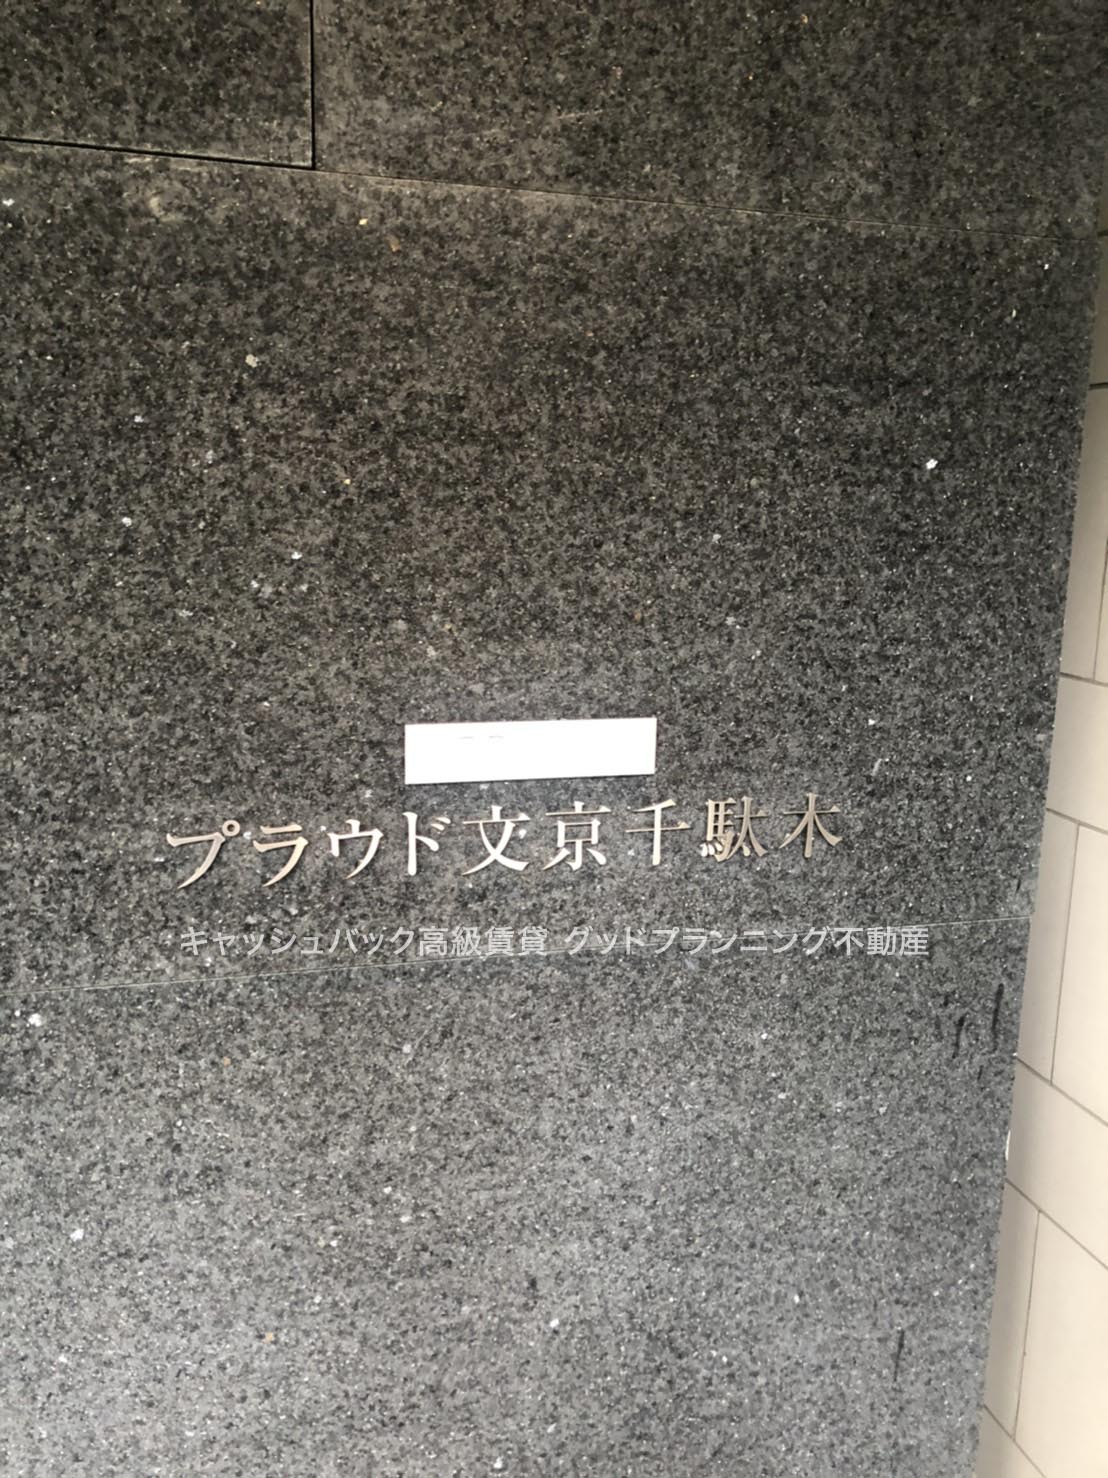 プラウド文京千駄木
キャッシュバック高級賃貸 グッドプランニング不動産